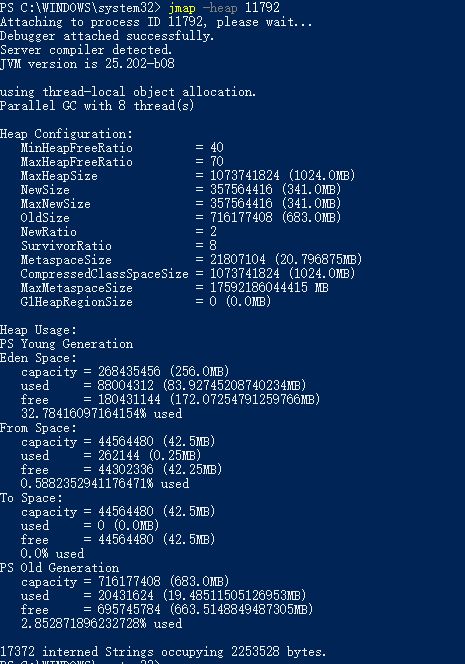 PS C:\WINDOWS\system32> jmap -heap 11792
Attaching to process ID 11792, please wait...
Debugger attached successfully.
Server compiler detected.
JVM version is 25.202-b08

using thread-local object allocation.
Parallel GC with 8 thread(s)

Heap Configuration:
   MinHeapFreeRatio         = 40
   MaxHeapFreeRatio         = 70
   MaxHeapSize              = 1073741824 (1024.0MB)
   NewSize                  = 357564416 (341.0MB)
   MaxNewSize               = 357564416 (341.0MB)
   OldSize                  = 716177408 (683.0MB)
   NewRatio                 = 2
   SurvivorRatio            = 8
   MetaspaceSize            = 21807104 (20.796875MB)
   CompressedClassSpaceSize = 1073741824 (1024.0MB)
   MaxMetaspaceSize         = 17592186044415 MB
   G1HeapRegionSize         = 0 (0.0MB)

Heap Usage:
PS Young Generation
Eden Space:
   capacity = 268435456 (256.0MB)
   used     = 88004312 (83.92745208740234MB)
   free     = 180431144 (172.07254791259766MB)
   32.78416097164154% used
From Space:
   capacity = 44564480 (42.5MB)
   used     = 262144 (0.25MB)
   free     = 44302336 (42.25MB)
   0.5882352941176471% used
To Space:
   capacity = 44564480 (42.5MB)
   used     = 0 (0.0MB)
   free     = 44564480 (42.5MB)
   0.0% used
PS Old Generation
   capacity = 716177408 (683.0MB)
   used     = 20431624 (19.48511505126953MB)
   free     = 695745784 (663.5148849487305MB)
   2.852871896232728% used

17372 interned Strings occupying 2253528 bytes.
PS C:\WINDOWS\system32>